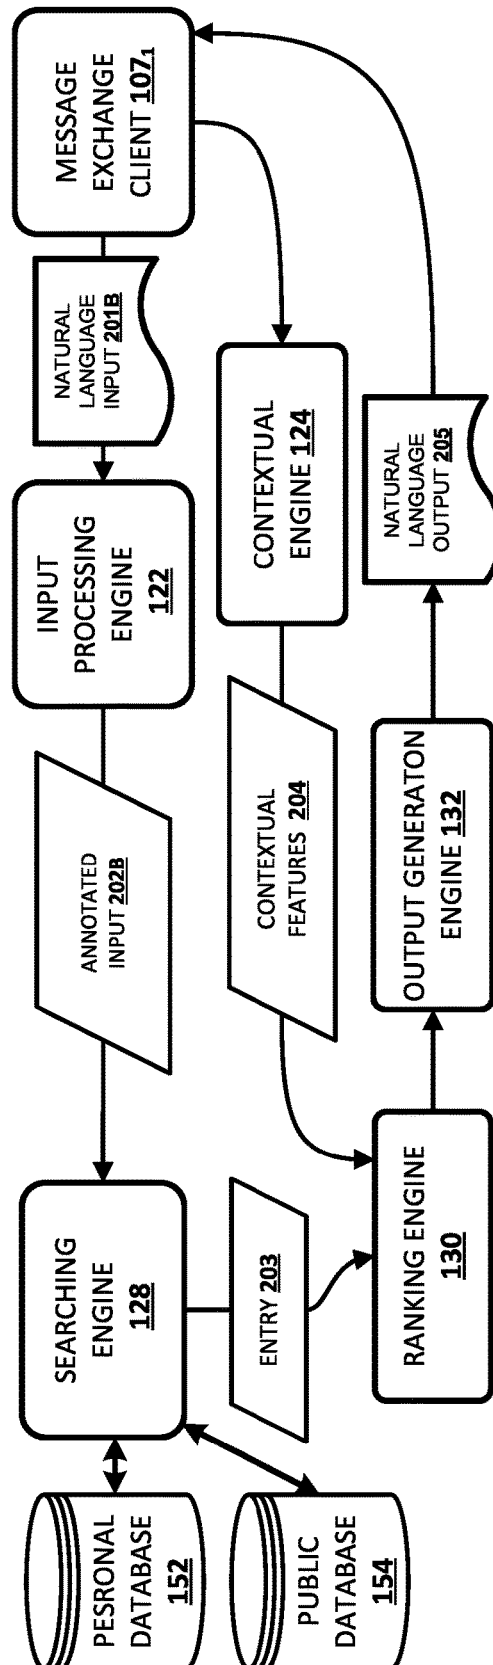 MESSAGE
EXCHANGE
CLIENT 107₁
NATURAL
LANGUAGE
INPUT 201B
INPUT
PROCESSING
ENGINE
122
ANNOTATED
INPUT 202B
SEARCHING
ENGINE
128
PESRONAL
DATABASE
152
PUBLIC
DATABASE
154
ENTRY 203
CONTEXTUAL
ENGINE 124
CONTEXTUAL
FEATURES 204
RANKING ENGINE
130
OUTPUT GENERATON
ENGINE 132
NATURAL
LANGUAGE
OUTPUT 205